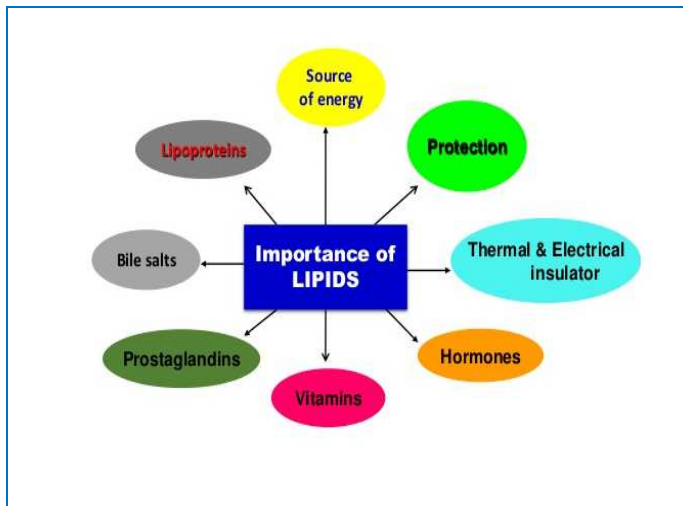 Source
of energy
Protection
Lipoproteins
Importance of
LIPIDS
Thermal & Electrical
insulator
Bile salts
Prostaglandins
Hormones
Vitamins